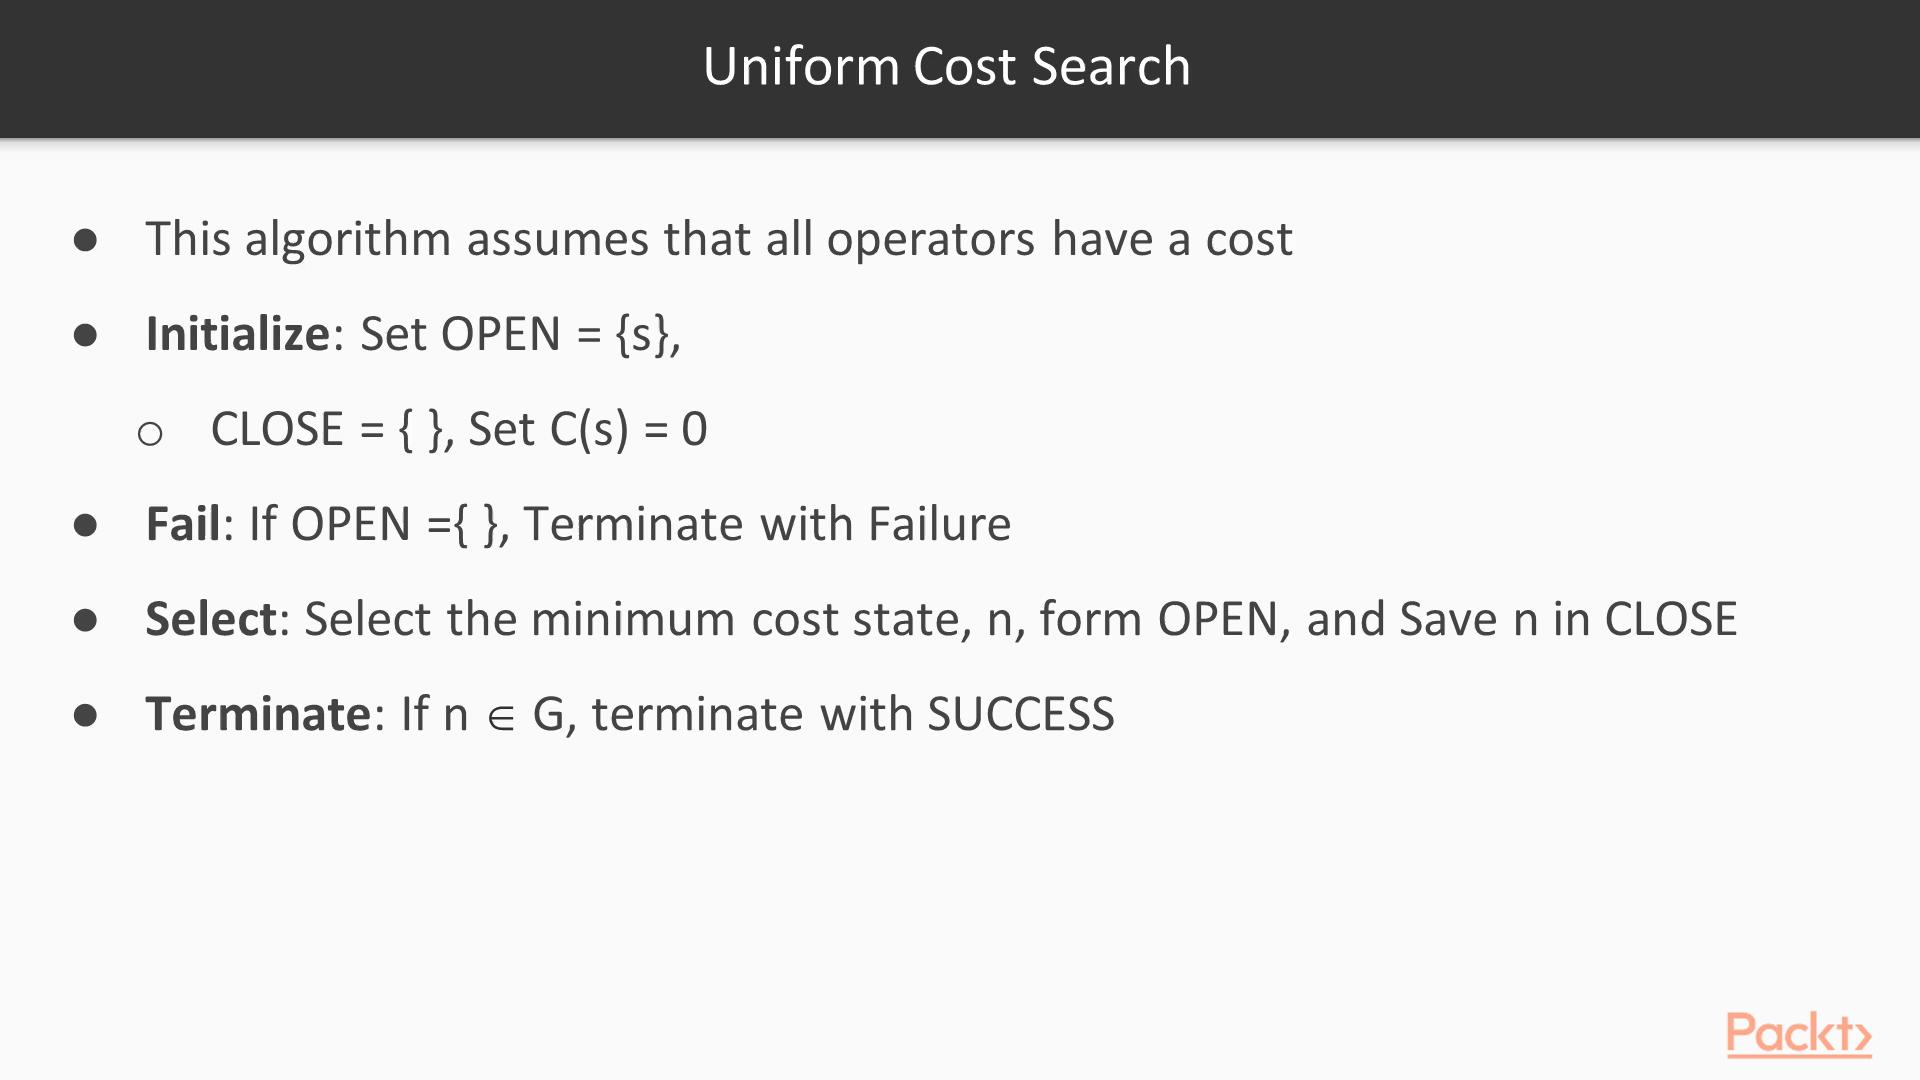 Uniform Cost Search
● This algorithm assumes that all operators have a cost
● Initialize: Set OPEN = {s},
○ CLOSE = { }, Set C(s) = 0
● Fail: If OPEN ={ }, Terminate with Failure
● Select: Select the minimum cost state, n, form OPEN, and Save n in CLOSE
● Terminate: If n ∈ G, terminate with SUCCESS
Packt>